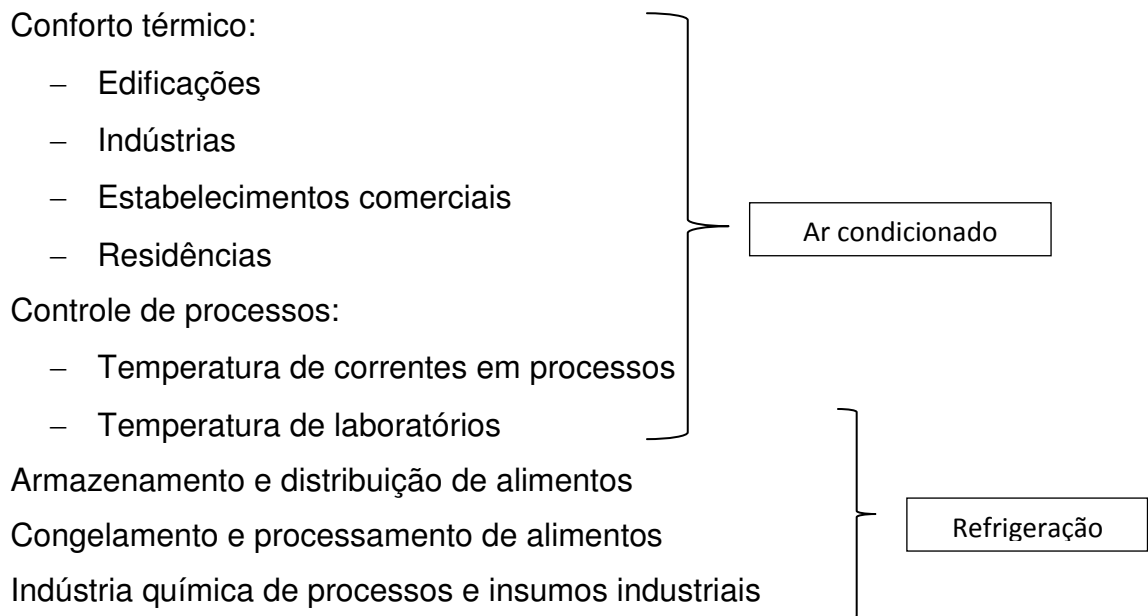 Conforto térmico:
– Edificações
– Indústrias
– Estabelecimentos comerciais
– Residências
Ar condicionado
Controle de processos:
– Temperatura de correntes em processos
– Temperatura de laboratórios
Armazenamento e distribuição de alimentos
Congelamento e processamento de alimentos
Refrigeração
Indústria química de processos e insumos industriais